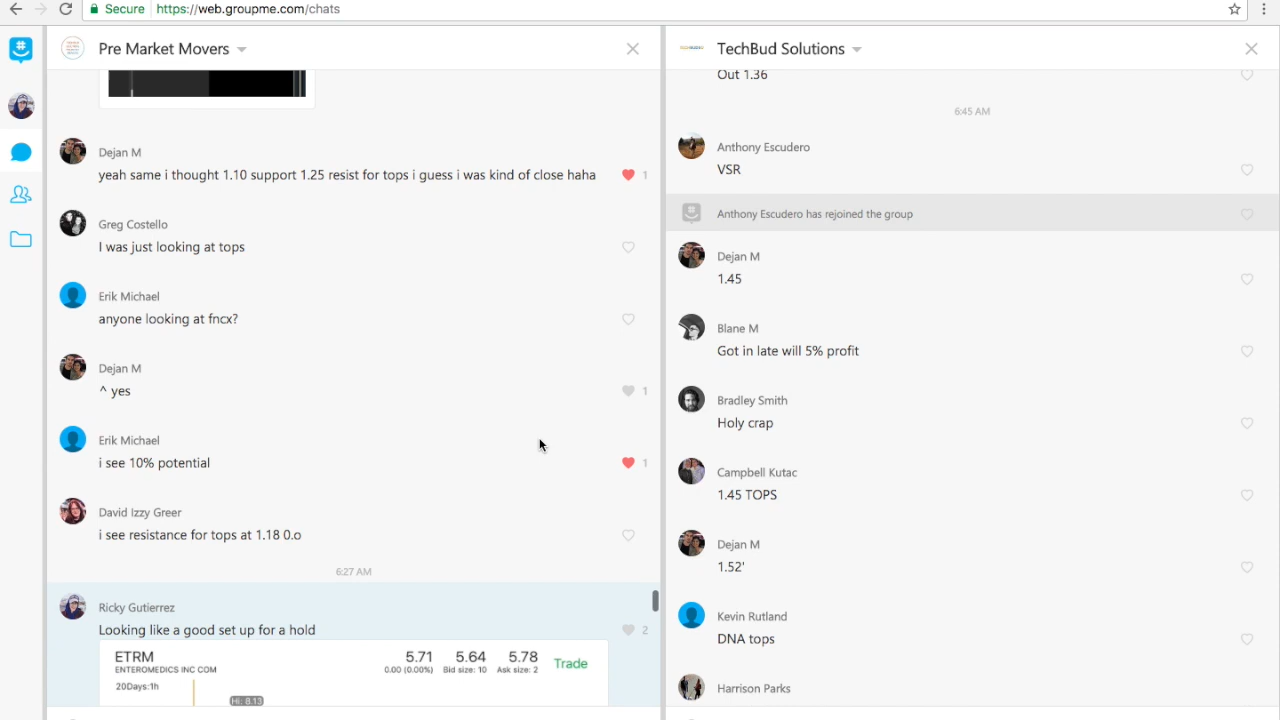 Secure
https://web.groupme.com/chats
Pre Market Movers
Dejan M
yeah same i thought 1.10 support 1.25 resist for tops i guess i was kind of close haha
1
Greg Costello
I was just looking at tops
Erik Michael
anyone looking at fncx?
Dejan M
^ yes
1
Erik Michael
i see 10% potential
1
David Izzy Greer
i see resistance for tops at 1.18 0.o
6:27 AM
Ricky Gutierrez
Looking like a good set up for a hold
2
ETRM
ENTEROMEDICS INC COM
5.71
0.00 (0.00%)
5.64
Bid size: 10
5.78
Ask size: 2
Trade
20Days:1h
Hi: 8.13
TechBud Solutions
Out 1.36
6:45 AM
Anthony Escudero
VSR
Anthony Escudero has rejoined the group
Dejan M
1.45
Blane M
Got in late will 5% profit
Bradley Smith
Holy crap
Campbell Kutac
1.45 TOPS
Dejan M
1.52'
Kevin Rutland
DNA tops
Harrison Parks